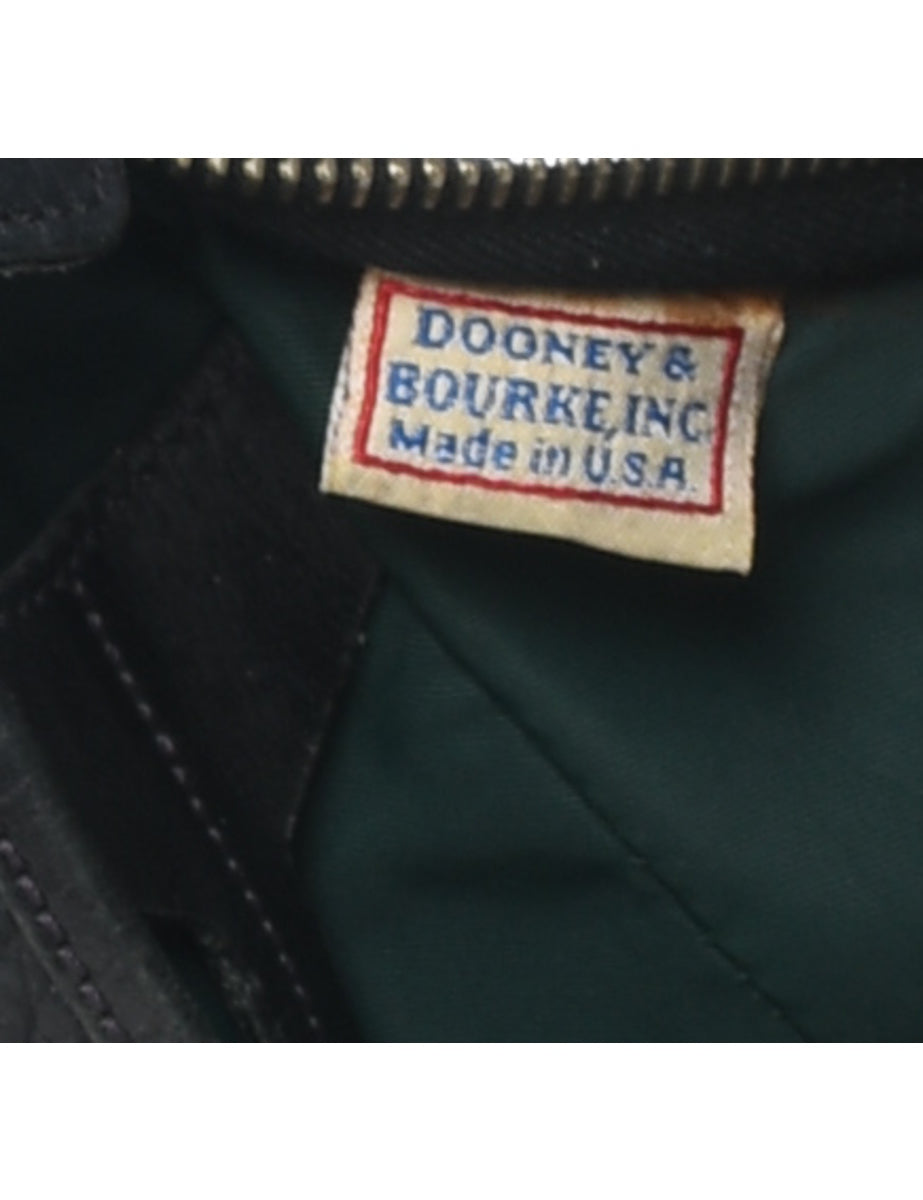 DOONEY &
BOURKE, INC.
Made in U.S.A.